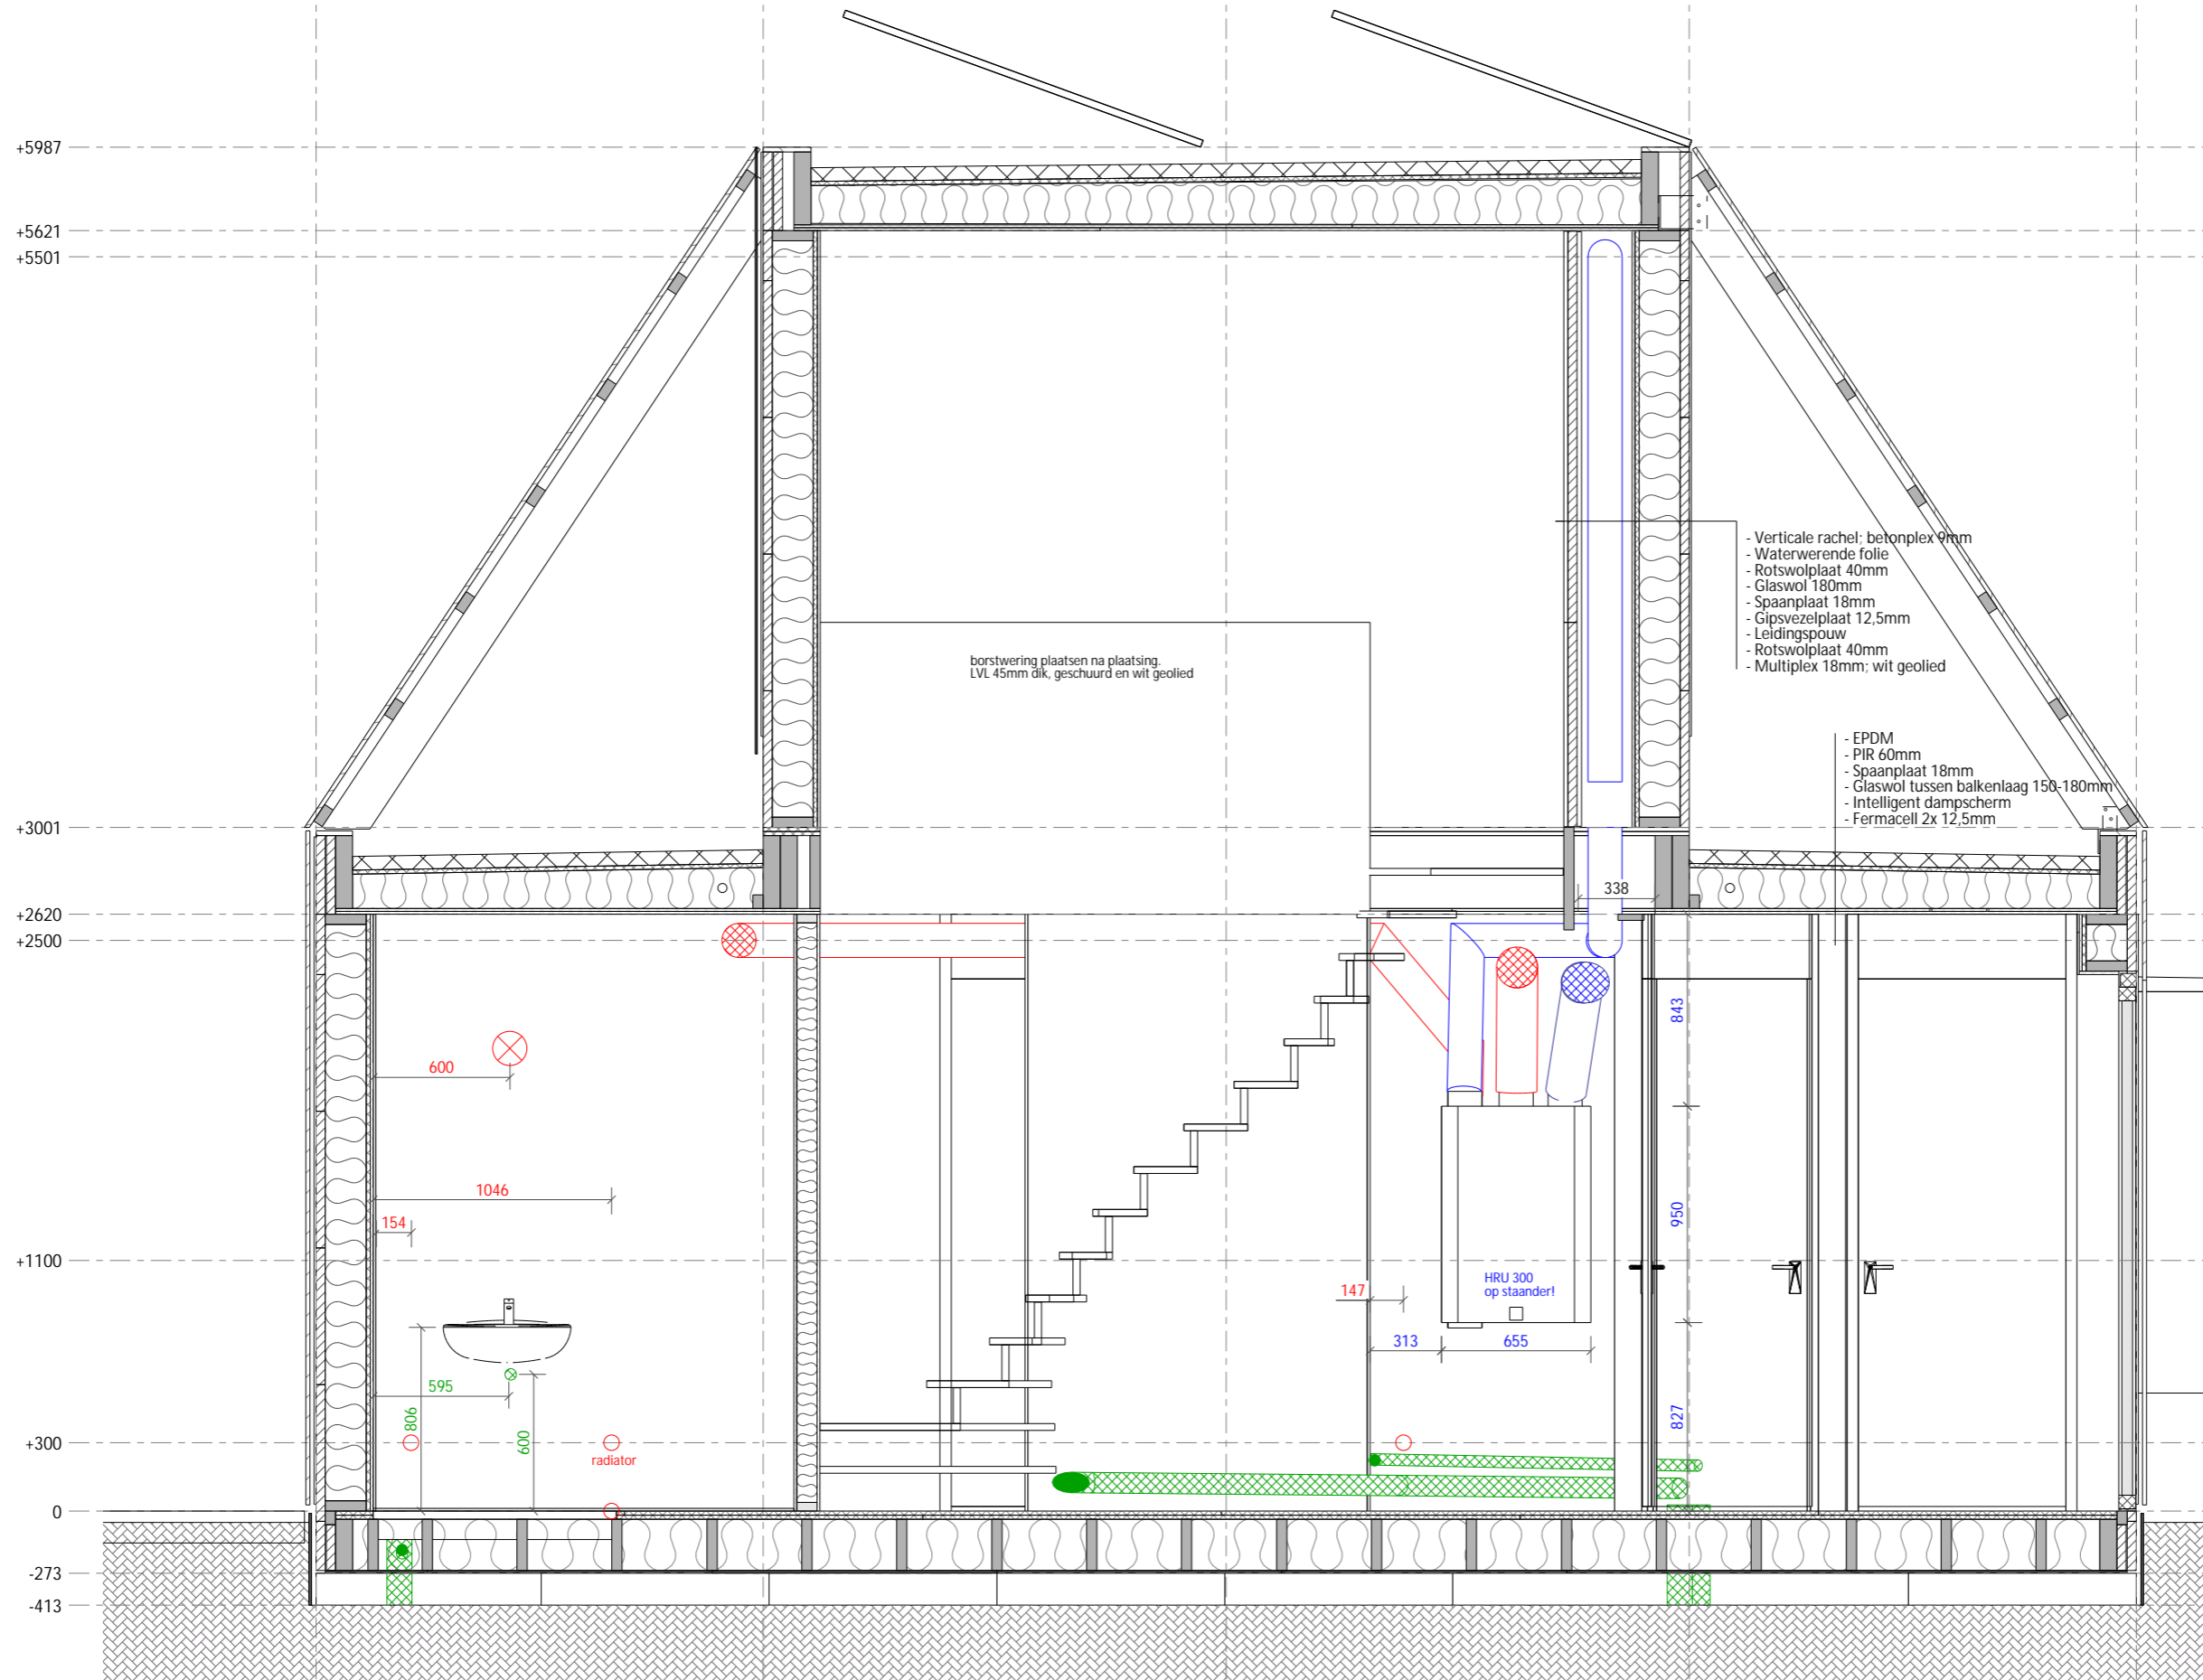 +5987
+5621
+5501
- Verticale rachel; betonplex 9mm
- Waterwerende folie
- Rotswolplaat 40mm
- Glaswol 180mm
- Spaanplaat 18mm
- Gipsvezelplaat 12,5mm
- Leidingspouw
- Rotswolplaat 40mm
- Multiplex 18mm; wit geolied
borstwering plaatsen na plaatsing.
LVL 45mm dik, geschuurd en wit geolied
- EPDM
- PIR 60mm
- Spaanplaat 18mm
- Glaswol tussen balkenlaag 150-180mm
- Intelligent dampscherm
- Fermacell 2x 12,5mm
+3001
338
+2620
+2500
843
600
1046
950
154
+1100
HRU 300
op staander!
147
313
655
595
806
600
827
+300
radiator
0
-273
-413